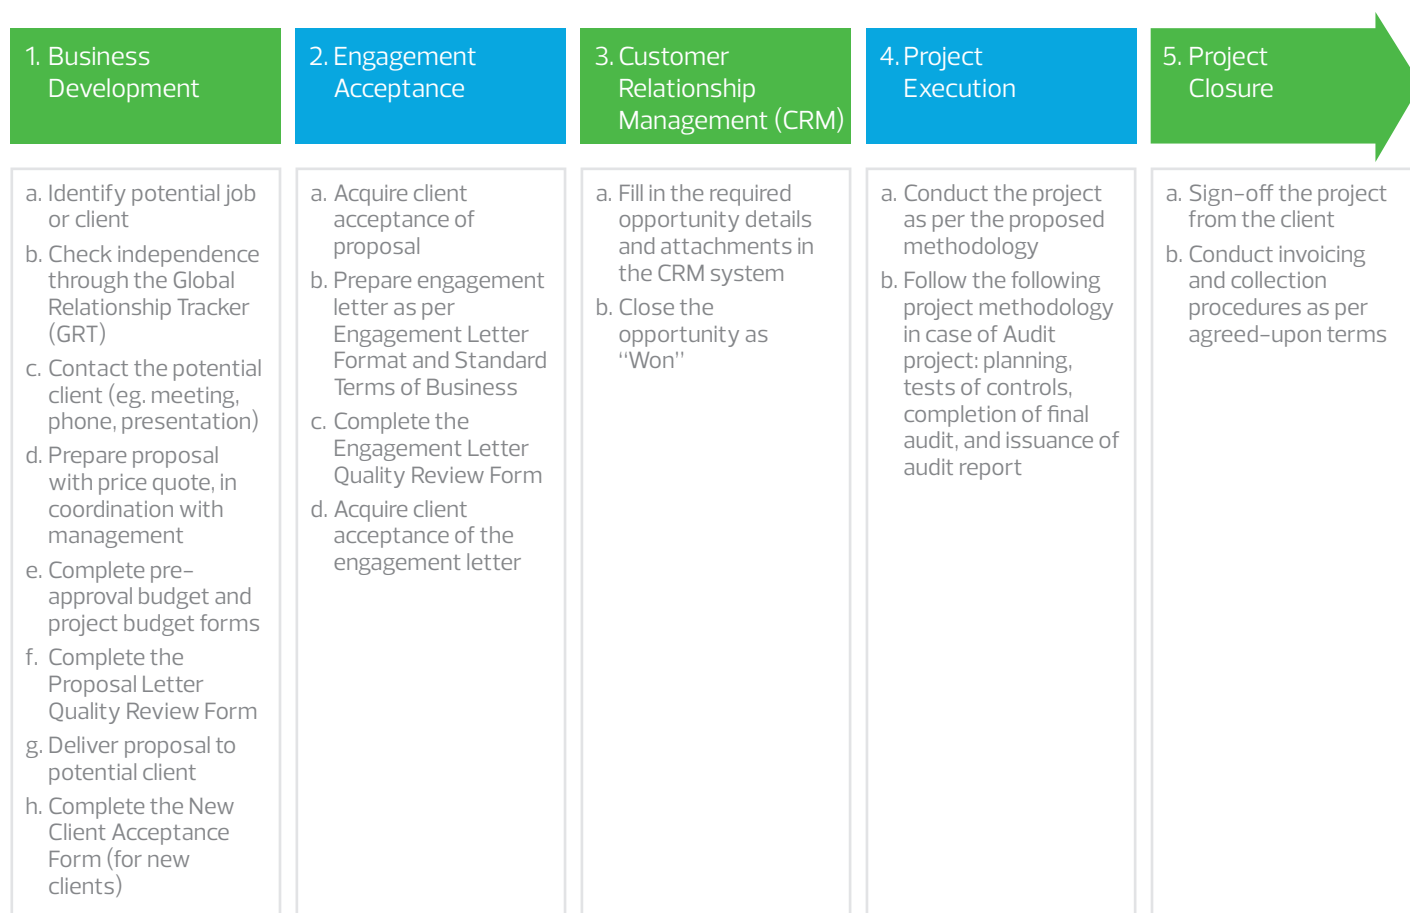 1. Business
Development
a. Identify potential job
or client
b. Check independence
through the Global
Relationship Tracker
(GRT)
c. Contact the potential
client (eg. meeting,
phone, presentation)
d. Prepare proposal
with price quote, in
coordination with
management
e. Complete pre-
approval budget and
project budget forms
f. Complete the
Proposal Letter
Quality Review Form
g. Deliver proposal to
potential client
h. Complete the New
Client Acceptance
Form (for new
clients)
2. Engagement
Acceptance
a. Acquire client
acceptance of
proposal
b. Prepare engagement
letter as per
Engagement Letter
Format and Standard
Terms of Business
c. Complete the
Engagement Letter
Quality Review Form
d. Acquire client
acceptance of the
engagement letter
3. Customer
Relationship
Management (CRM)
a. Fill in the required
opportunity details
and attachments in
the CRM system
b. Close the
opportunity as
“Won”
4. Project
Execution
a. Conduct the project
as per the proposed
methodology
b. Follow the following
project methodology
in case of Audit
project: planning,
tests of controls,
completion of final
audit, and issuance of
audit report
5. Project
Closure
a. Sign-off the project
from the client
b. Conduct invoicing
and collection
procedures as per
agreed-upon terms